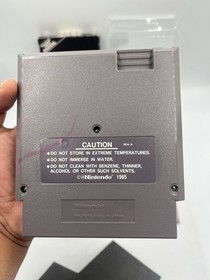 CAUTION
REV-A
•DO NOT STORE IN EXTREME TEMPERATURES.
•DO NOT IMMERSE IN WATER.
•DO NOT CLEAN WITH BENZENE, THINNER,
ALCOHOL OR OTHER SUCH SOLVENTS.
©®Nintendo 1985